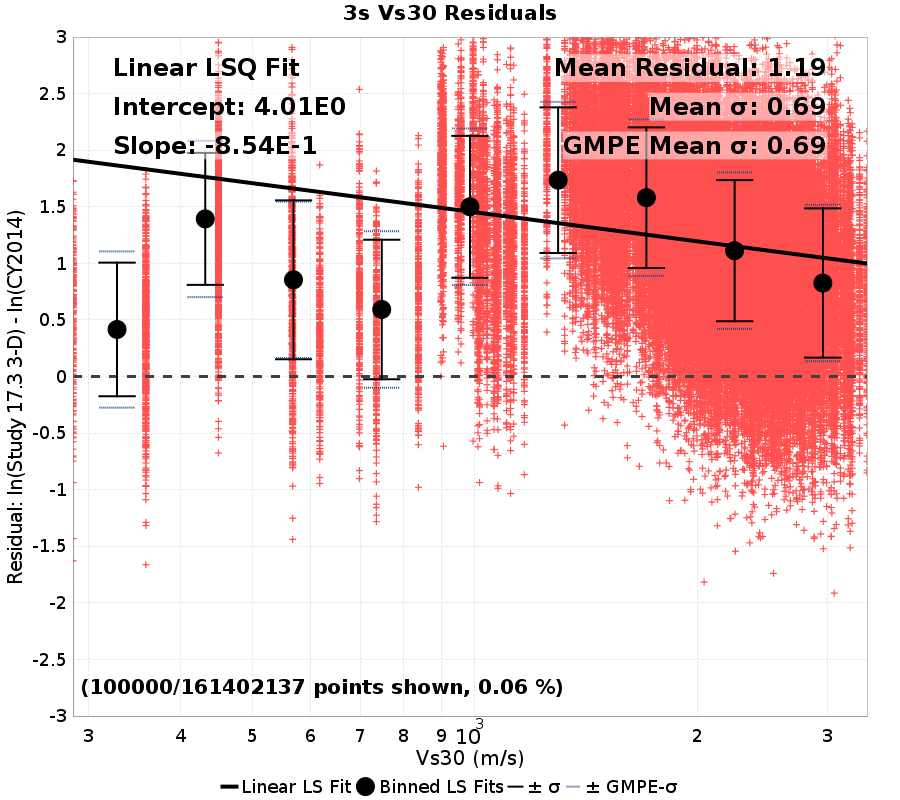 3s Vs30 Residuals
Linear LSQ Fit
Intercept: 4.01E0
Slope: -8.54E-1
Mean Residual: 1.19
Mean σ: 0.69
GMPE Mean σ: 0.69
Residual: ln(Study 17.3 3-D) - ln(CY2014)
3
2.5
2
1.5
1
0.5
0
-0.5
-1
-1.5
-2
-2.5
-3
(100000/161402137 points shown, 0.06 %)
3 4 5 6 7 8 9 10³ 2 3
Vs30 (m/s)
Linear LS Fit Binned LS Fits ± σ ± GMPE-σ